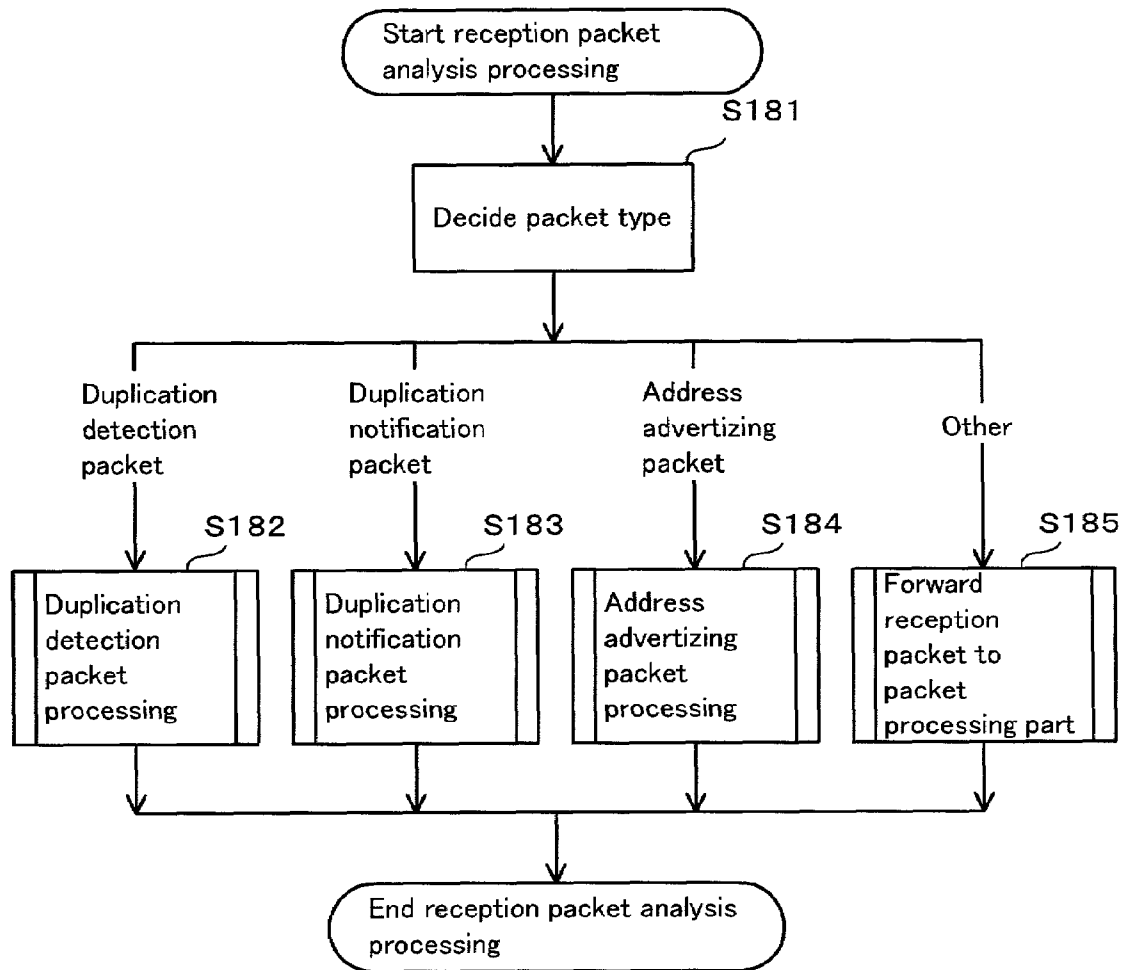 Start reception packet
analysis processing
S181
Decide packet type
Duplication
detection
packet
Duplication
notification
packet
Address
advertizing
packet
Other
S182
Duplication
detection
packet
processing
S183
Duplication
notification
packet
processing
S184
Address
advertizing
packet
processing
S185
Forward
reception
packet to
packet
processing part
End reception packet analysis
processing